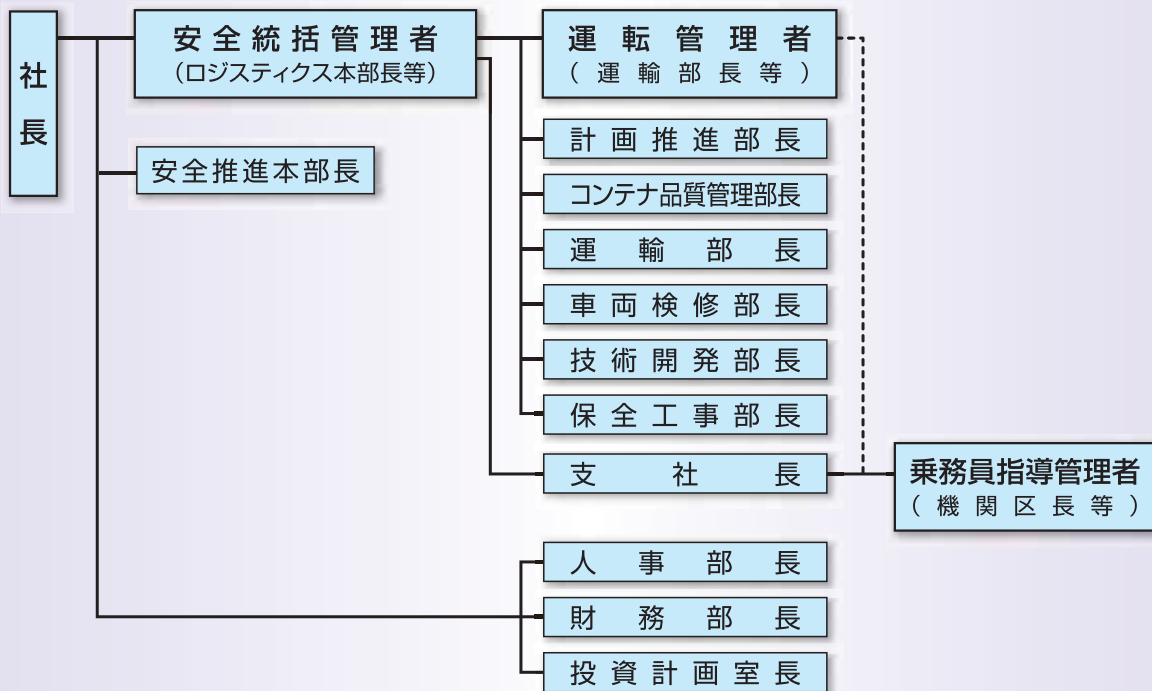 社長
安全統括管理者
（ロジスティクス本部長等）
運転管理者
（運輸部長等）
計画推進部長
安全推進本部長
コンテナ品質管理部長
運輸部長
車両検修部長
技術開発部長
保全工事部長
支社長
乗務員指導管理者
（機関区長等）
人事部長
財務部長
投資計画室長